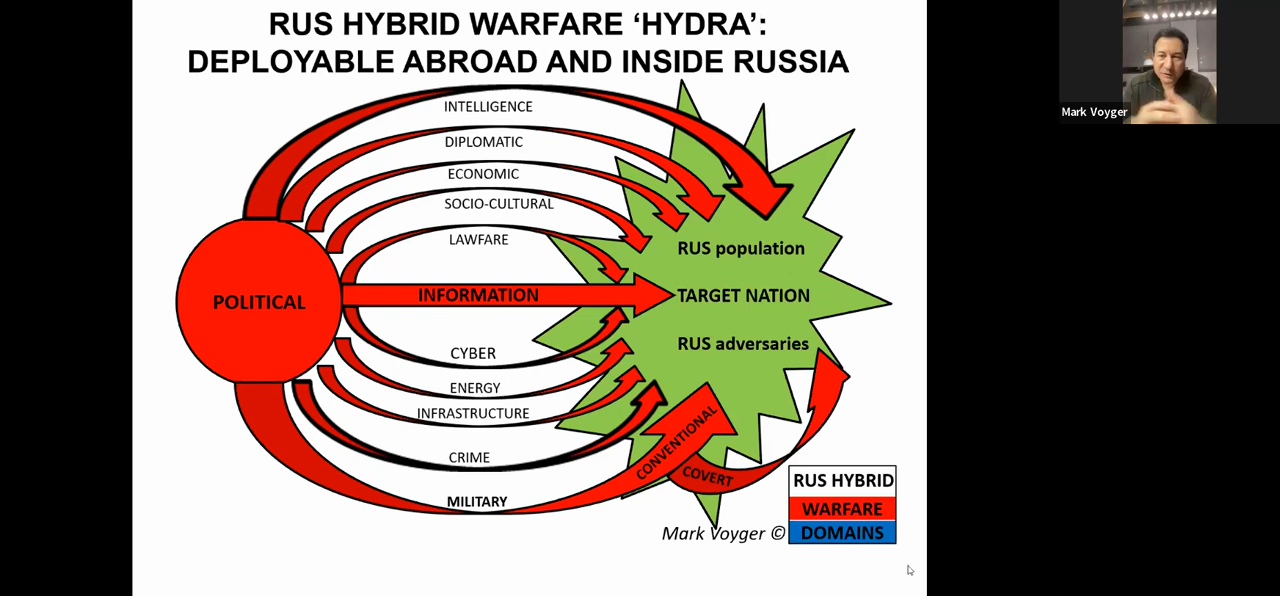 RUS HYBRID WARFARE ‘HYDRA’:
DEPLOYABLE ABROAD AND INSIDE RUSSIA
Mark Voyger
INTELLIGENCE
DIPLOMATIC
ECONOMIC
SOCIO-CULTURAL
LAWFARE
RUS population
POLITICAL
INFORMATION
TARGET NATION
RUS adversaries
CYBER
ENERGY
INFRASTRUCTURE
CRIME
CONVENTIONAL
COVERT
MILITARY
RUS HYBRID
WARFARE
DOMAINS
Mark Voyger ©